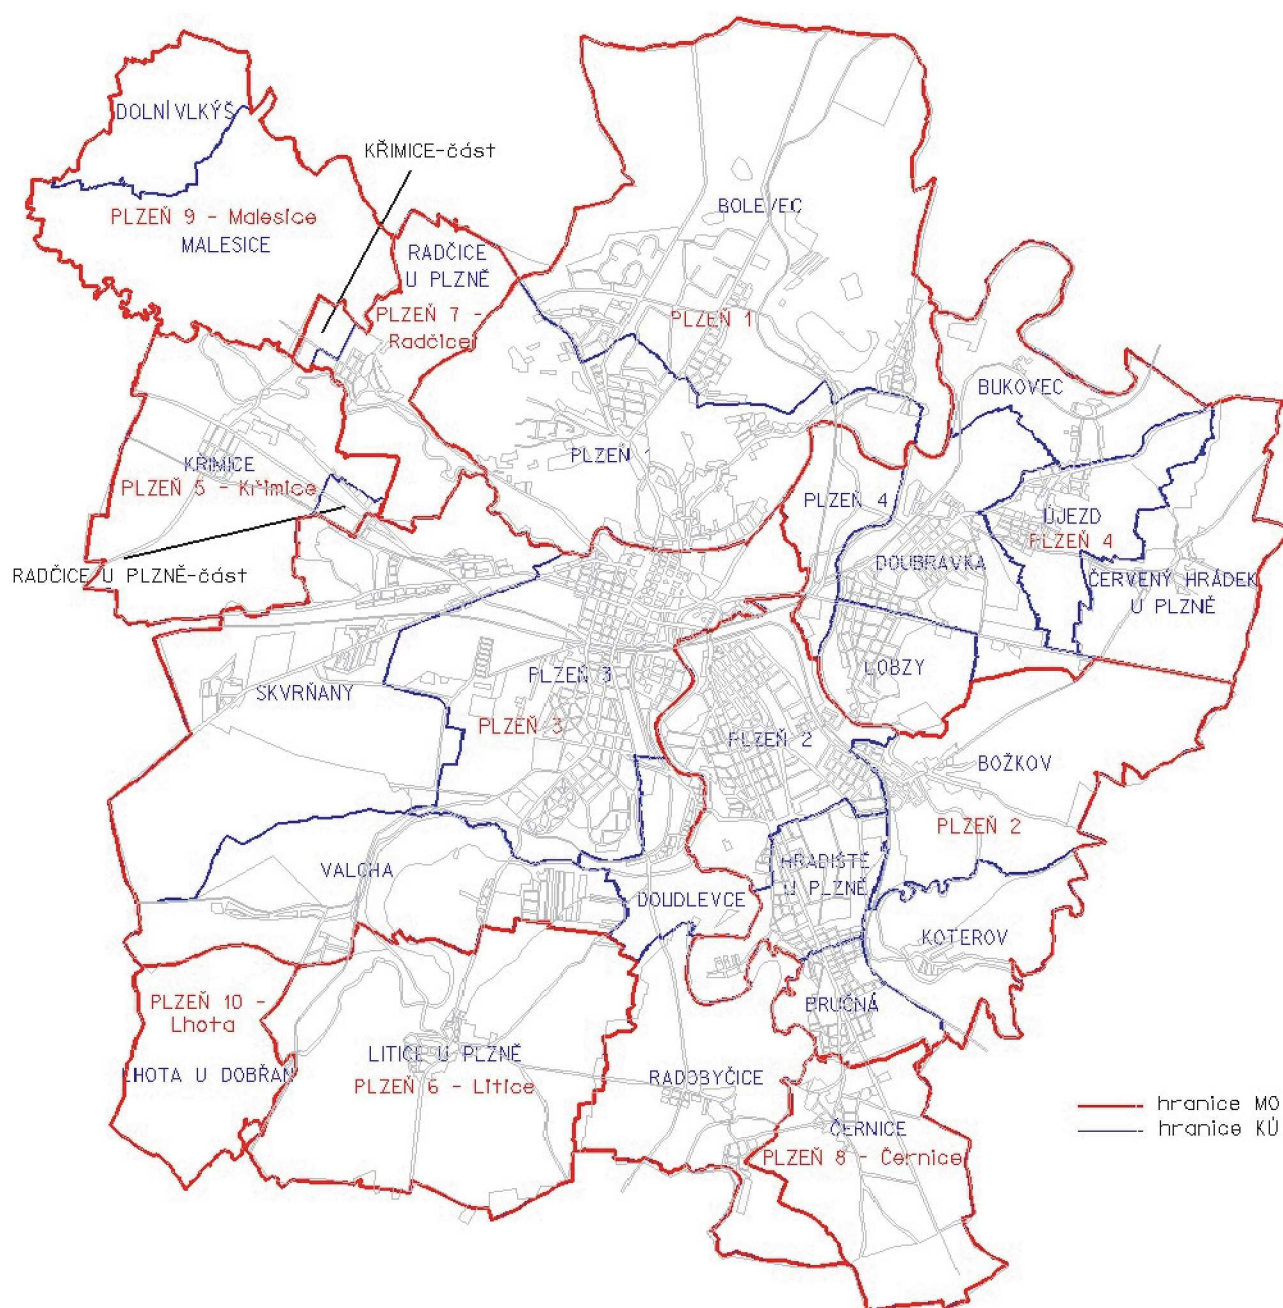 DOLNÍ VLKÝŠ
KŘIMICE-část
PLZEŇ 9 - Malesice
MALESICE
RADČICE
U PLZNĚ
PLZEŇ 7 -
Radčice
BOLEVEC
PLZEŇ 1
BUKOVEC
KŘIMICE
PLZEŇ 5 - Křimice
PLZEŇ 1
PLZEŇ 4
ÚJEZD
PLZEŇ 4
DOUBRAVKA
RADČICE U PLZNĚ-část
ČERVENÝ HRÁDEK
U PLZNĚ
LOBZY
SKVRŇANY
PLZEŇ 3
PLZEŇ 3
PLZEŇ 2
BOŽKOV
PLZEŇ 2
VALCHA
HRADIŠTĚ
U PLZNĚ
DOUDLEVCE
KOTEROV
PLZEŇ 10 -
Lhota
BRUČNÁ
LHOTA U DOBŘAN
LITICE U PLZNĚ
PLZEŇ 6 - Litice
RADOBYČICE
ČERNICE
PLZEŇ 8 - Černice
hranice MO
hranice KÚ